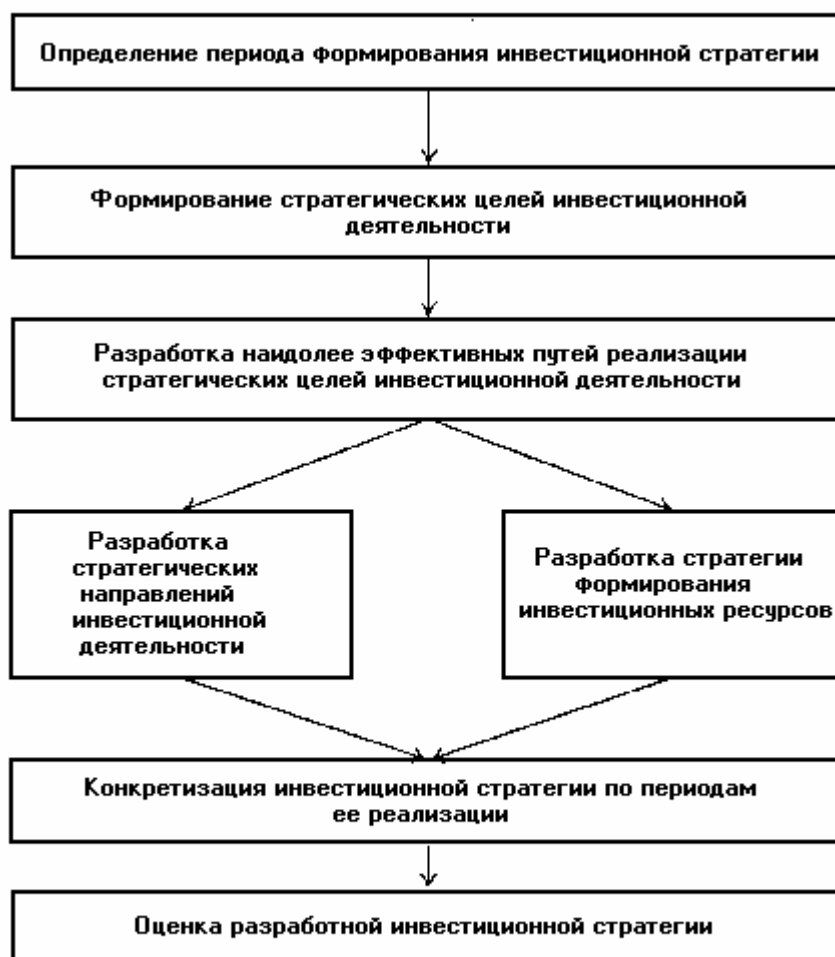 Определение периода формирования инвестиционной стратегии
Формирование стратегических целей инвестиционной
деятельности
Разработка наидолее эффективных путей реализации
стратегических целей инвестиционной деятельности
Разработка
стратегических
направлений
инвестиционной
деятельности
Разработка стратегии
формирования
инвестиционных ресурсов
Конкретизация инвестиционной стратегии по периодам
ее реализации
Оценка разработной инвестиционной стратегии